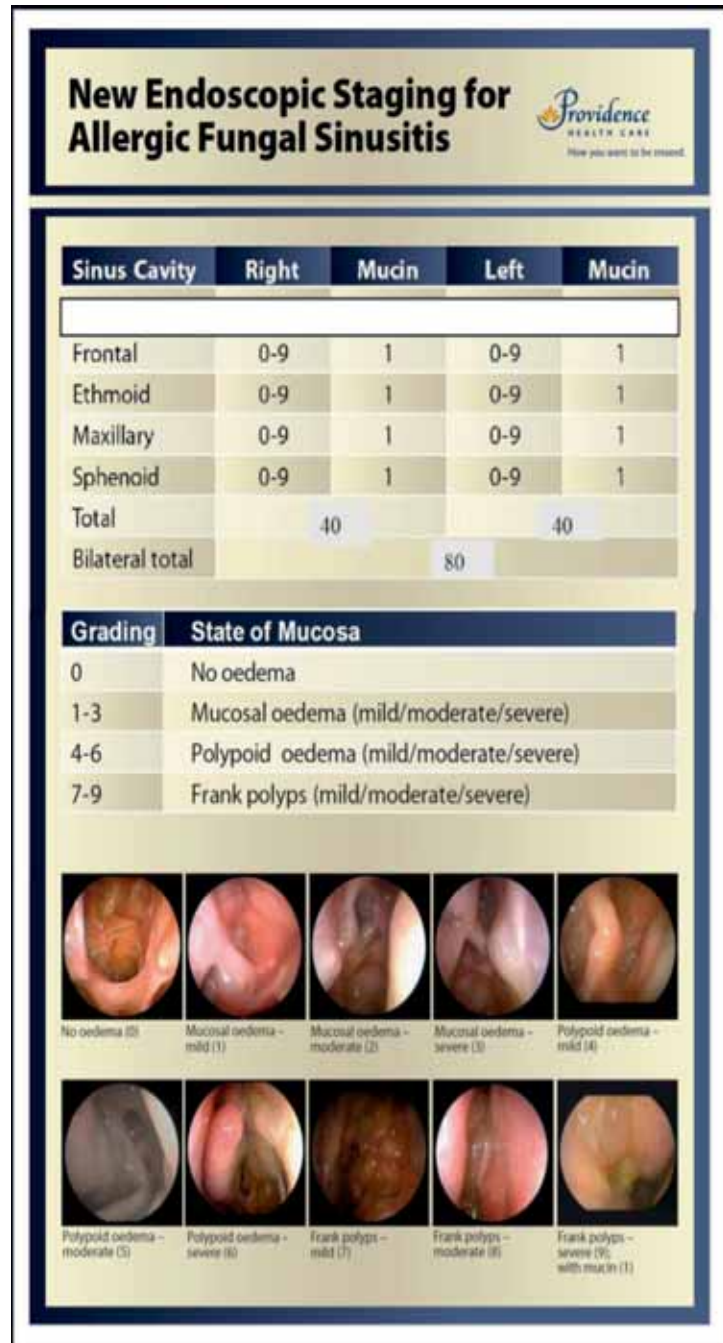 New Endoscopic Staging for
Allergic Fungal Sinusitis
Providence
HEALTH CARE
How you want to be treated.
Sinus Cavity Right Mucin Left Mucin
Frontal 0-9 1 0-9 1
Ethmoid 0-9 1 0-9 1
Maxillary 0-9 1 0-9 1
Sphenoid 0-9 1 0-9 1
Total 40 40
Bilateral total 80
Grading State of Mucosa
0 No oedema
1-3 Mucosal oedema (mild/moderate/severe)
4-6 Polypoid oedema (mild/moderate/severe)
7-9 Frank polyps (mild/moderate/severe)
No oedema (0)
Mucosal oedema –
mild (1)
Mucosal oedema –
moderate (2)
Mucosal oedema –
severe (3)
Polypoid oedema –
mild (4)
Polypoid oedema –
moderate (5)
Polypoid oedema –
severe (6)
Frank polyps –
mild (7)
Frank polyps –
moderate (8)
Frank polyps –
severe (9);
with mucin (1)